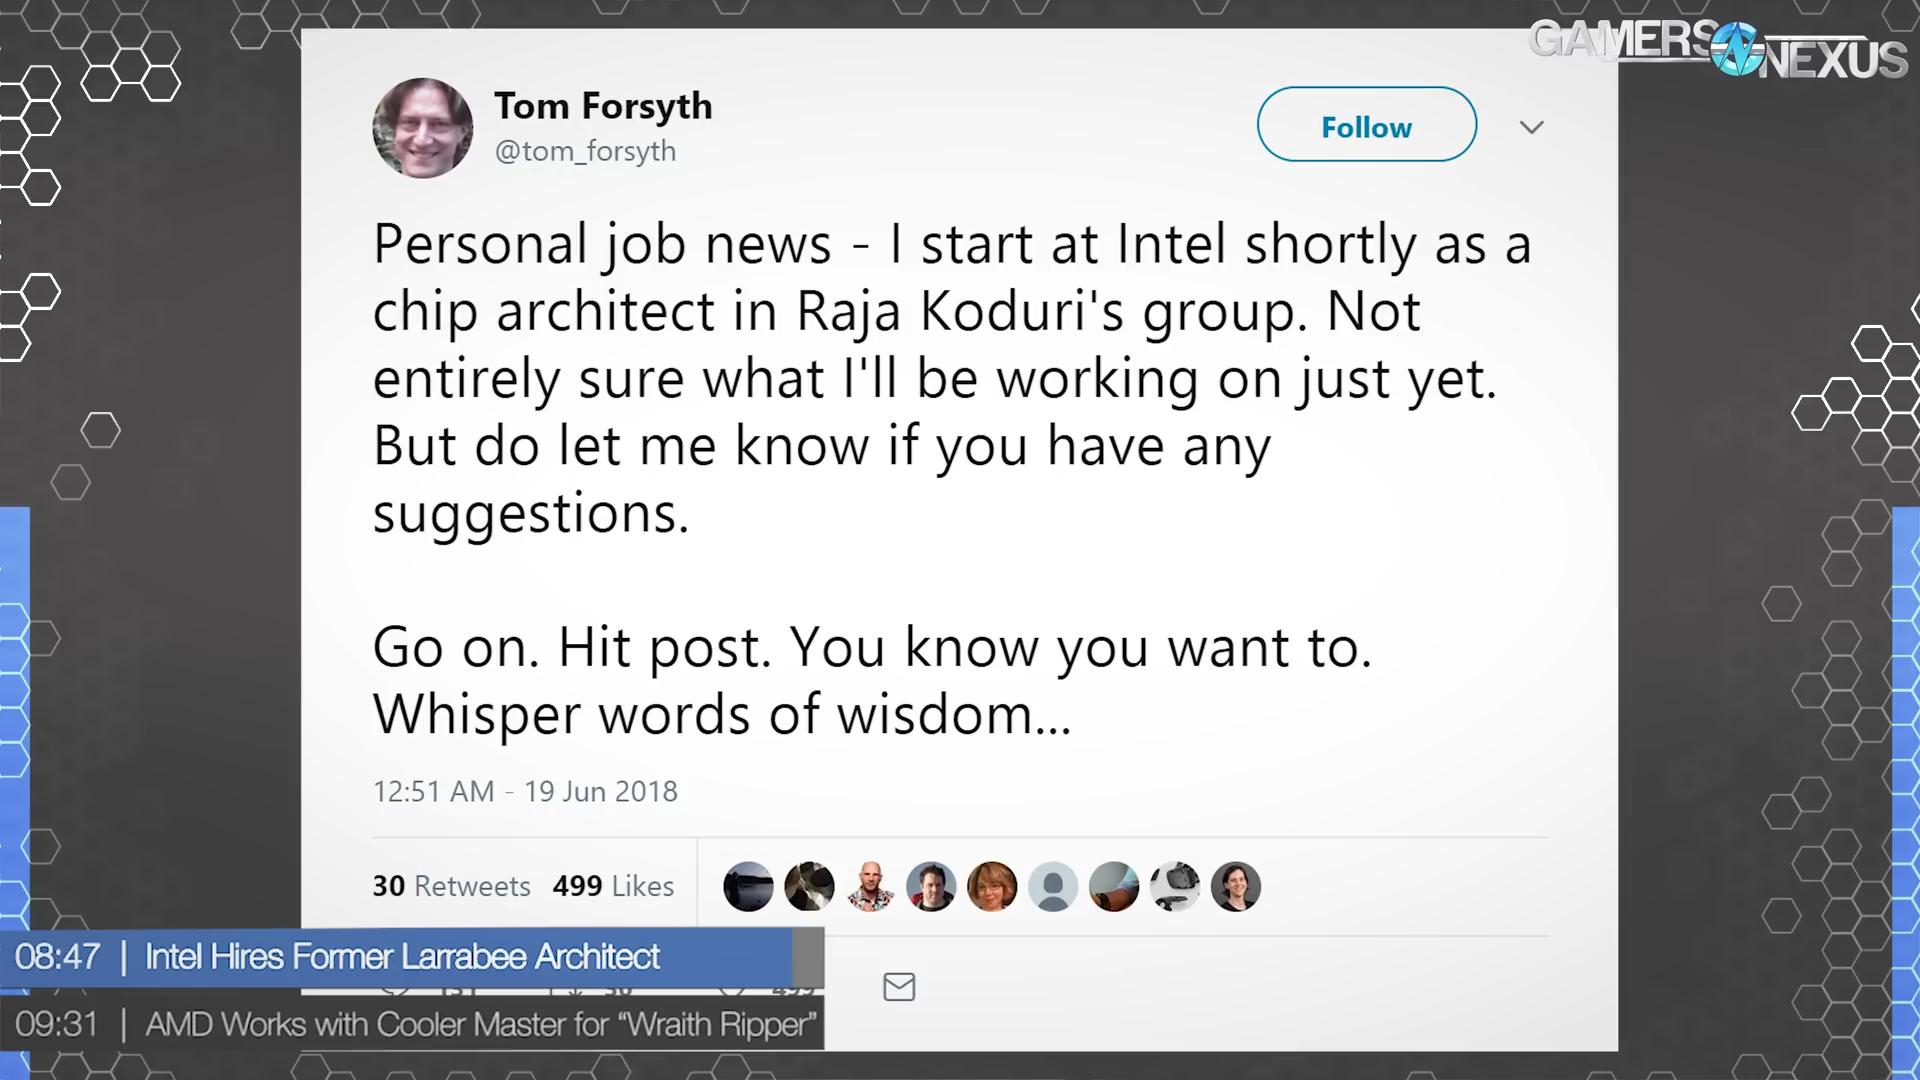 GAMERS NEXUS
Tom Forsyth
@tom_forsyth
Follow
Personal job news - I start at Intel shortly as a
chip architect in Raja Koduri's group. Not
entirely sure what I'll be working on just yet.
But do let me know if you have any
suggestions.
Go on. Hit post. You know you want to.
Whisper words of wisdom...
12:51 AM - 19 Jun 2018
30 Retweets 499 Likes
08:47 | Intel Hires Former Larrabee Architect
09:31 | AMD Works with Cooler Master for “Wraith Ripper”